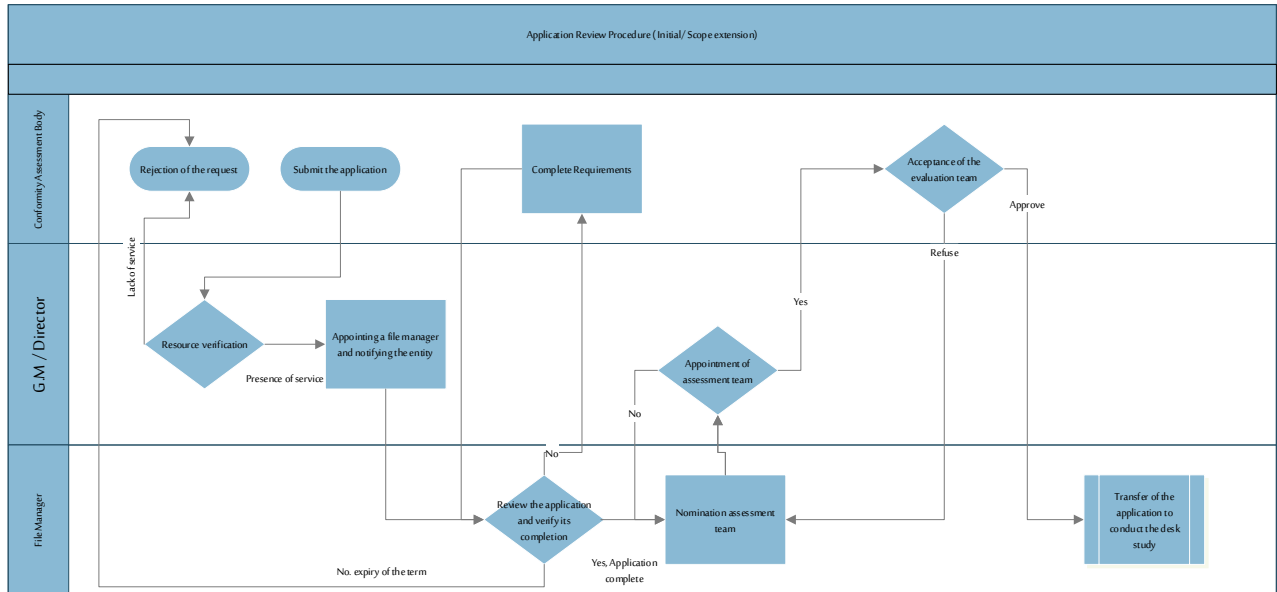 Application Review Procedure ( Initial/ Scope extension)
Conformity Assessment Body
Rejection of the request
Submit the application
Complete Requirements
Acceptance of the
evaluation team
Approve
Refuse
Lack of service
G.M / Director
Resource verification
Presence of service
Appointing a file manager
and notifying the entity
Yes
Appointment of
assessment team
No
No
File Manager
Review the application
and verify its
completion
Nomination assessment
team
Transfer of the
application to
conduct the desk
study
Yes, Application
complete
No. expiry of the term